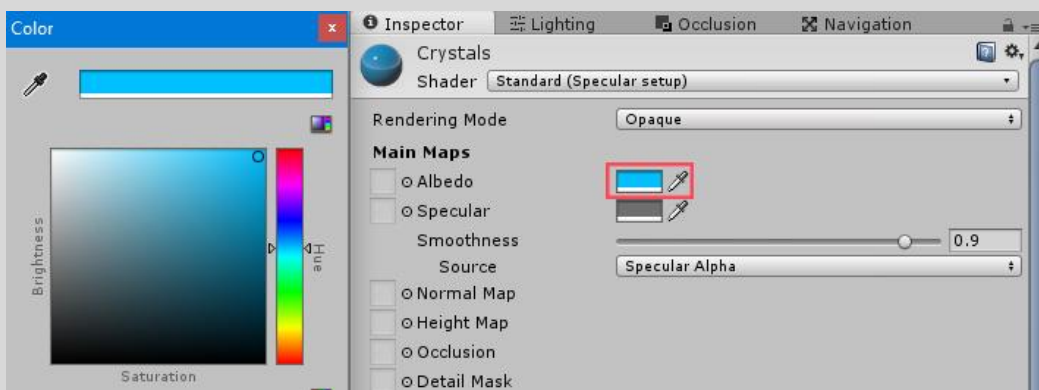 Color x
Brightness
Hue
Saturation
Inspector Lighting Occlusion Navigation
Crystals
Shader Standard (Specular setup)
Rendering Mode Opaque
Main Maps
Albedo
Specular
Smoothness 0.9
Source Specular Alpha
Normal Map
Height Map
Occlusion
Detail Mask